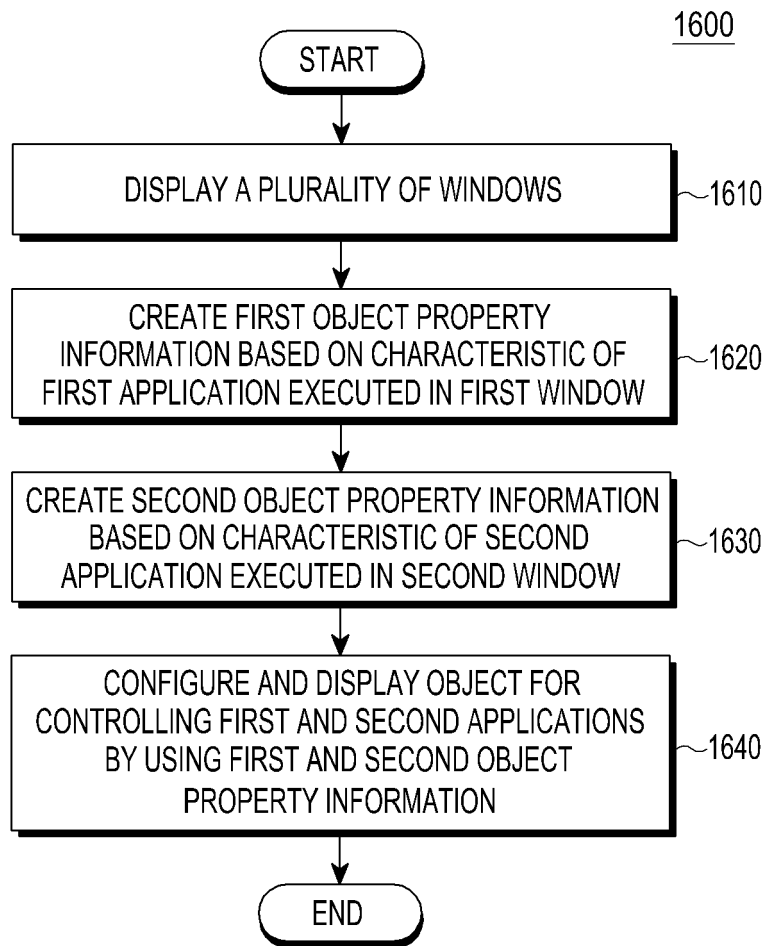 1600
START
DISPLAY A PLURALITY OF WINDOWS
1610
CREATE FIRST OBJECT PROPERTY
INFORMATION BASED ON CHARACTERISTIC OF
FIRST APPLICATION EXECUTED IN FIRST WINDOW
1620
CREATE SECOND OBJECT PROPERTY INFORMATION
BASED ON CHARACTERISTIC OF SECOND
APPLICATION EXECUTED IN SECOND WINDOW
1630
CONFIGURE AND DISPLAY OBJECT FOR
CONTROLLING FIRST AND SECOND APPLICATIONS
BY USING FIRST AND SECOND OBJECT
PROPERTY INFORMATION
1640
END